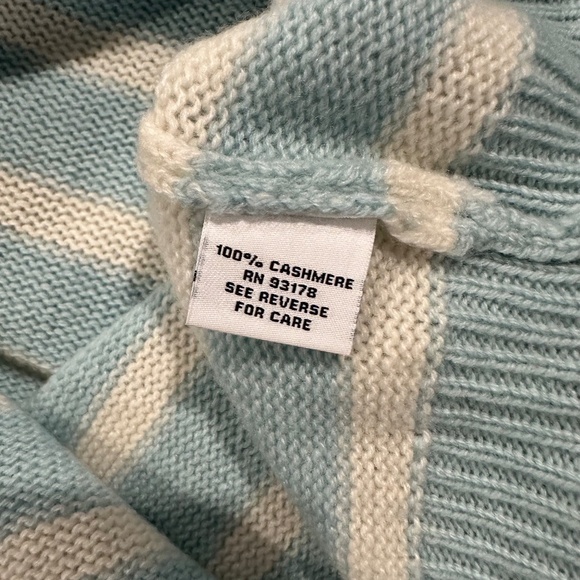 100% CASHMERE
RN 93178
SEE REVERSE
FOR CARE